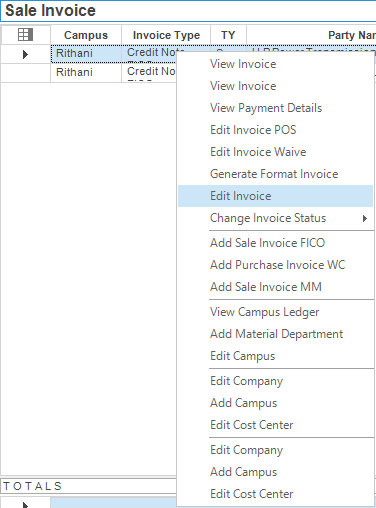 Sale Invoice
Campus Invoice Type TY Party Nam
Rithani Credit Note
Rithani Credit Note
View Invoice
View Invoice
View Payment Details
Edit Invoice POS
Edit Invoice Waive
Generate Format Invoice
Edit Invoice
Change Invoice Status
Add Sale Invoice FICO
Add Purchase Invoice WC
Add Sale Invoice MM
View Campus Ledger
Add Material Department
Edit Campus
Edit Company
Add Campus
Edit Cost Center
Edit Company
Add Campus
Edit Cost Center
TOTALS